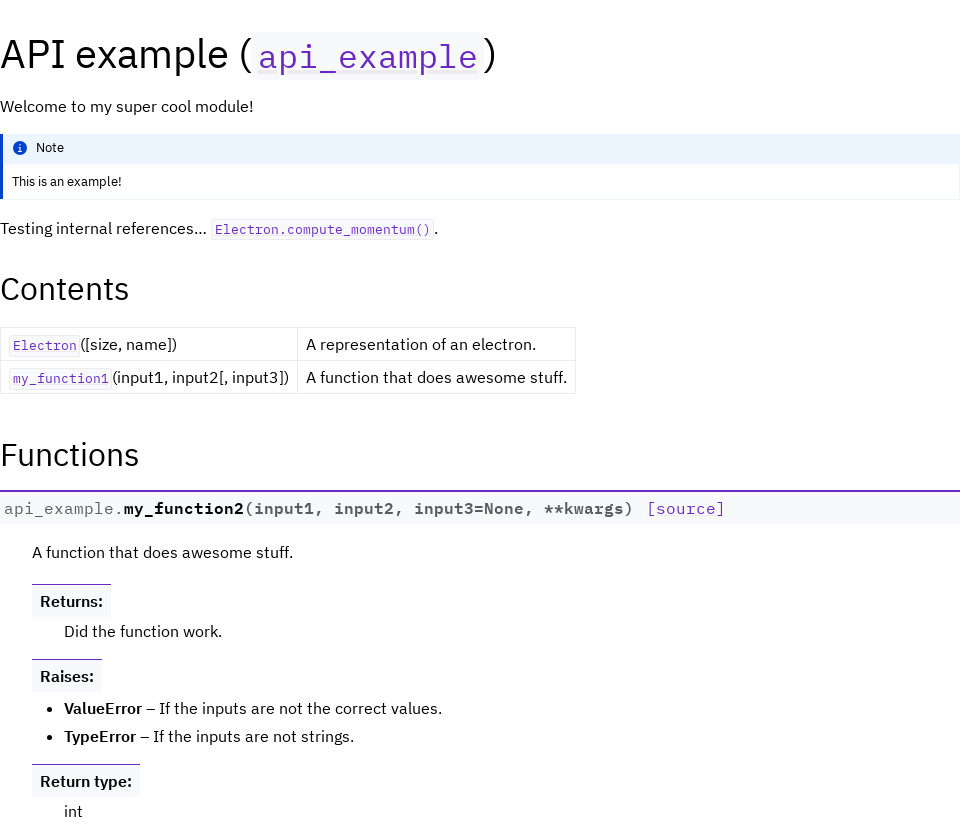 API example (api_example)
Welcome to my super cool module!
Note
This is an example!
Testing internal references… Electron.compute_momentum().
Contents
Electron([size, name]) A representation of an electron.
my_function1(input1, input2[, input3]) A function that does awesome stuff.
Functions
api_example.my_function2(input1, input2, input3=None, **kwargs) [source]
A function that does awesome stuff.
Returns:
Did the function work.
Raises:
• ValueError – If the inputs are not the correct values.
• TypeError – If the inputs are not strings.
Return type:
int